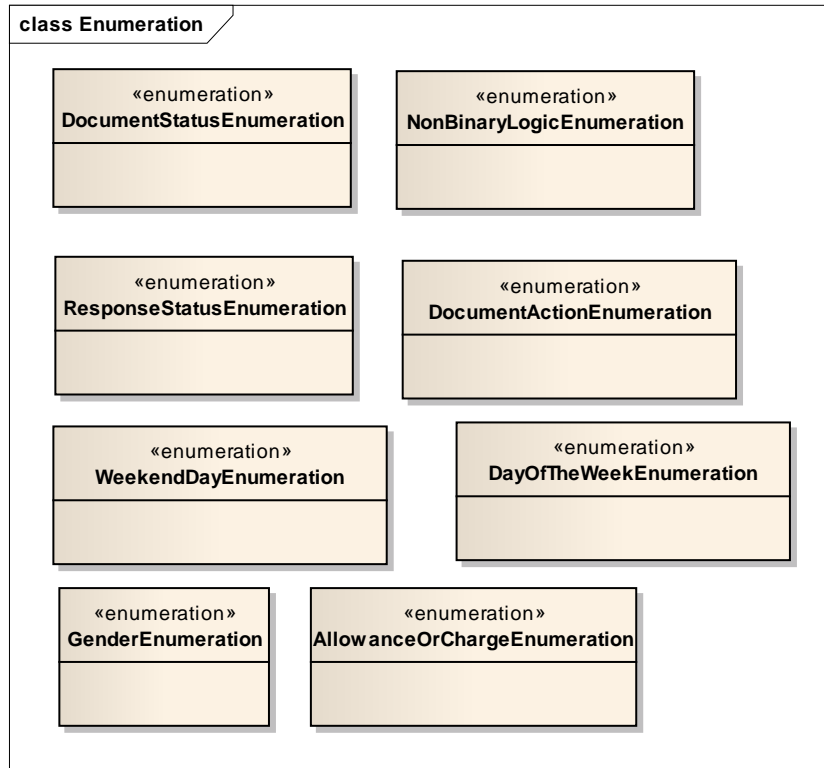 class Enumeration
«enumeration»
DocumentStatusEnumeration
«enumeration»
NonBinaryLogicEnumeration
«enumeration»
ResponseStatusEnumeration
«enumeration»
DocumentActionEnumeration
«enumeration»
WeekendDayEnumeration
«enumeration»
DayOfTheWeekEnumeration
«enumeration»
GenderEnumeration
«enumeration»
AllowanceOrChargeEnumeration